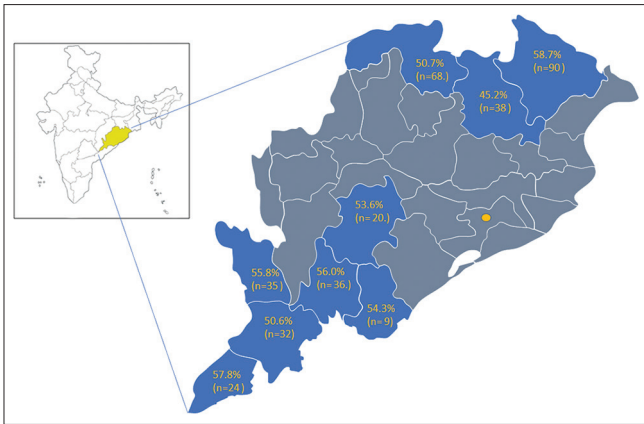 58.7%
(n=90 )
50.7%
(n=68.)
45.2%
(n=38 )
53.6%
(n= 20.)
55.8%
(n=35 )
56.0%
(n=36.)
54.3%
(n= 9)
50.6%
(n=32)
57.8%
(n=24 )